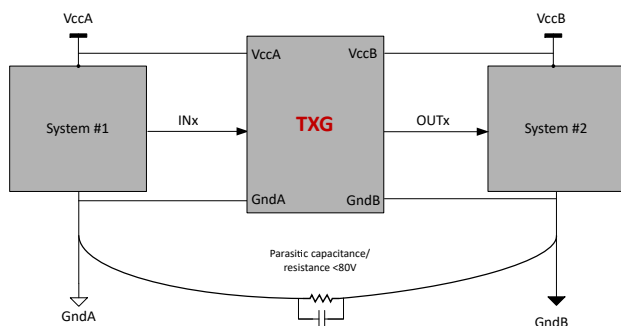 VccA
VccB
VccA
VccB
System #1
INx
TXG
OUTx
System #2
GndA
GndB
Parasitic capacitance/
resistance <80V
GndA
GndB